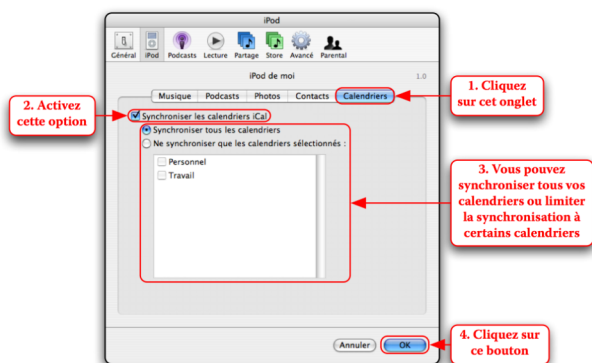 iPod
Général iPod Podcasts Lecture Partage Store Avancé Parental
iPod de moi
1.0
Musique Podcasts Photos Contacts Calendriers
1. Cliquez
sur cet onglet
2. Activez
cette option
Synchroniser les calendriers iCal
Synchroniser tous les calendriers
Ne synchroniser que les calendriers sélectionnés :
Personnel
Travail
3. Vous pouvez
synchroniser tous vos
calendriers ou limiter
la synchronisation à
certains calendriers
Annuler OK
4. Cliquez sur
ce bouton